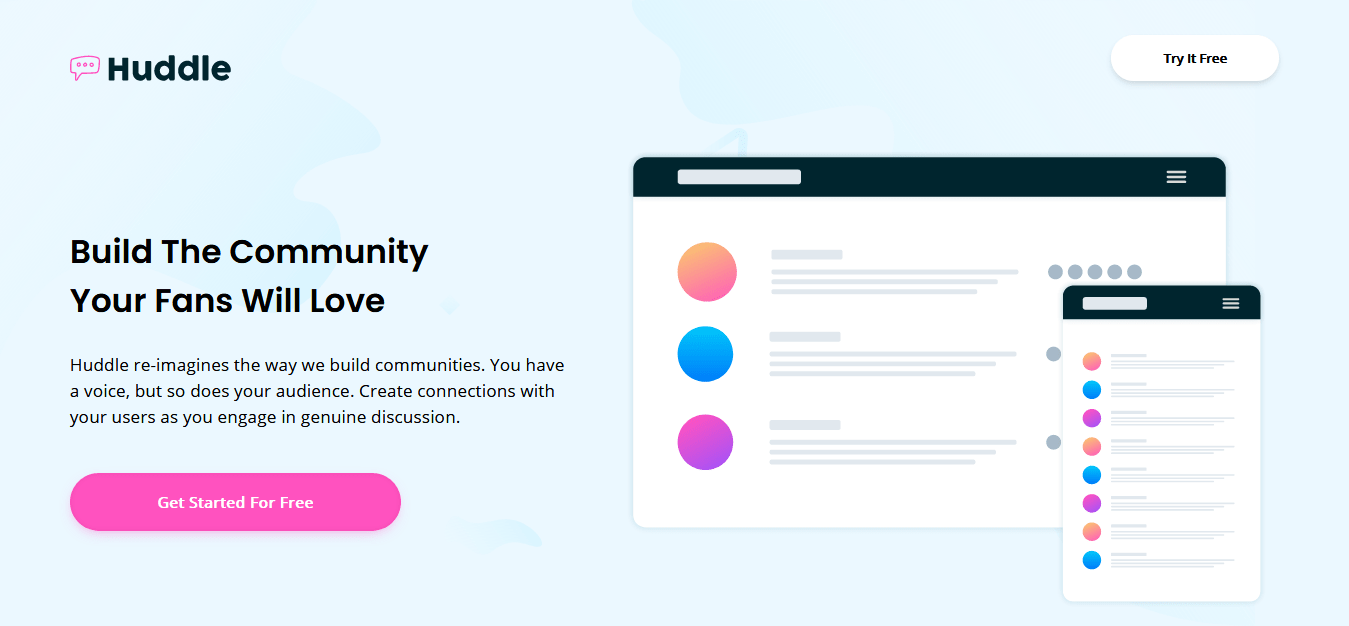 Huddle
Try It Free
Build The Community
Your Fans Will Love
Huddle re-imagines the way we build communities. You have
a voice, but so does your audience. Create connections with
your users as you engage in genuine discussion.
Get Started For Free